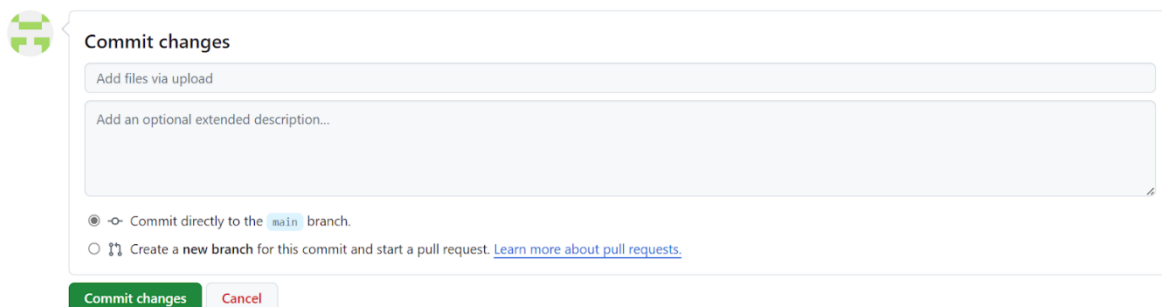 Commit changes
Add files via upload
Add an optional extended description...
Commit directly to the main branch.
Create a new branch for this commit and start a pull request. Learn more about pull requests.
Commit changes Cancel